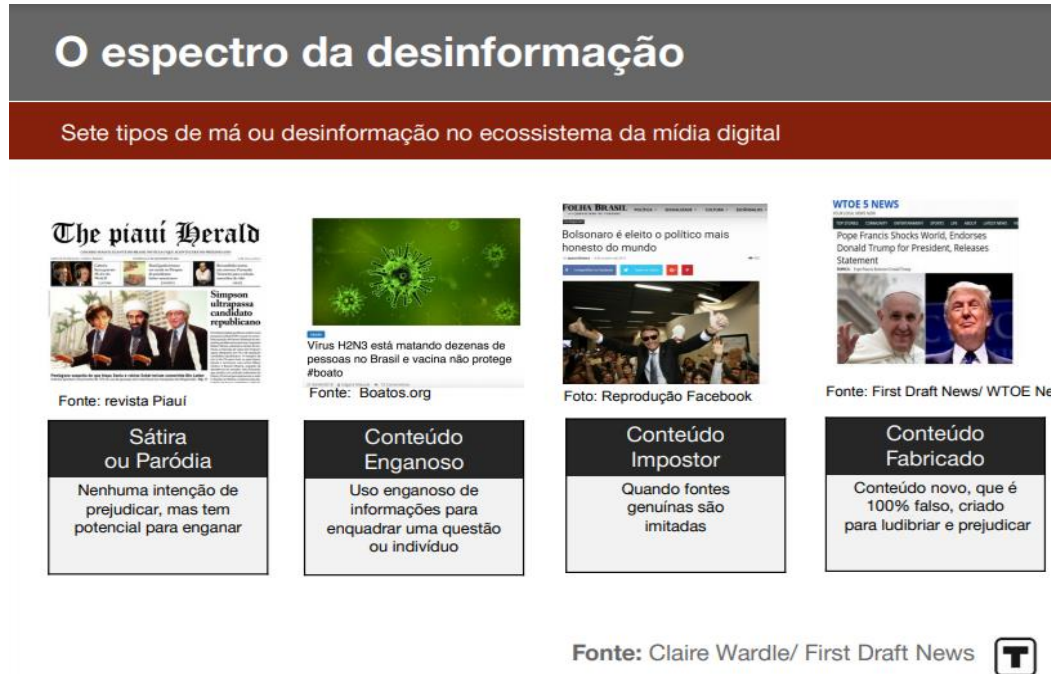 O espectro da desinformação
Sete tipos de má ou desinformação no ecossistema da mídia digital
The piauí Herald
Simpson
ultrapassa
candidato
republicano
Fonte: revista Piauí
Sátira
ou Paródia
Nenhuma intenção de
prejudicar, mas tem
potencial para enganar
Vírus H2N3 está matando dezenas de
pessoas no Brasil e vacina não protege
#boato
Fonte: Boatos.org
Conteúdo
Enganoso
Uso enganoso de
informações para
enquadrar uma questão
ou indivíduo
FOLHA BRASIL
Bolsonaro é eleito o político mais
honesto do mundo
Foto: Reprodução Facebook
Conteúdo
Impostor
Quando fontes
genuínas são
imitadas
WTOE 5 NEWS
Pope Francis Shocks World, Endorses
Donald Trump for President, Releases
Statement
Fonte: First Draft News/ WTOE Ne
Conteúdo
Fabricado
Conteúdo novo, que é
100% falso, criado
para ludibriar e prejudicar
Fonte: Claire Wardle/ First Draft News
T